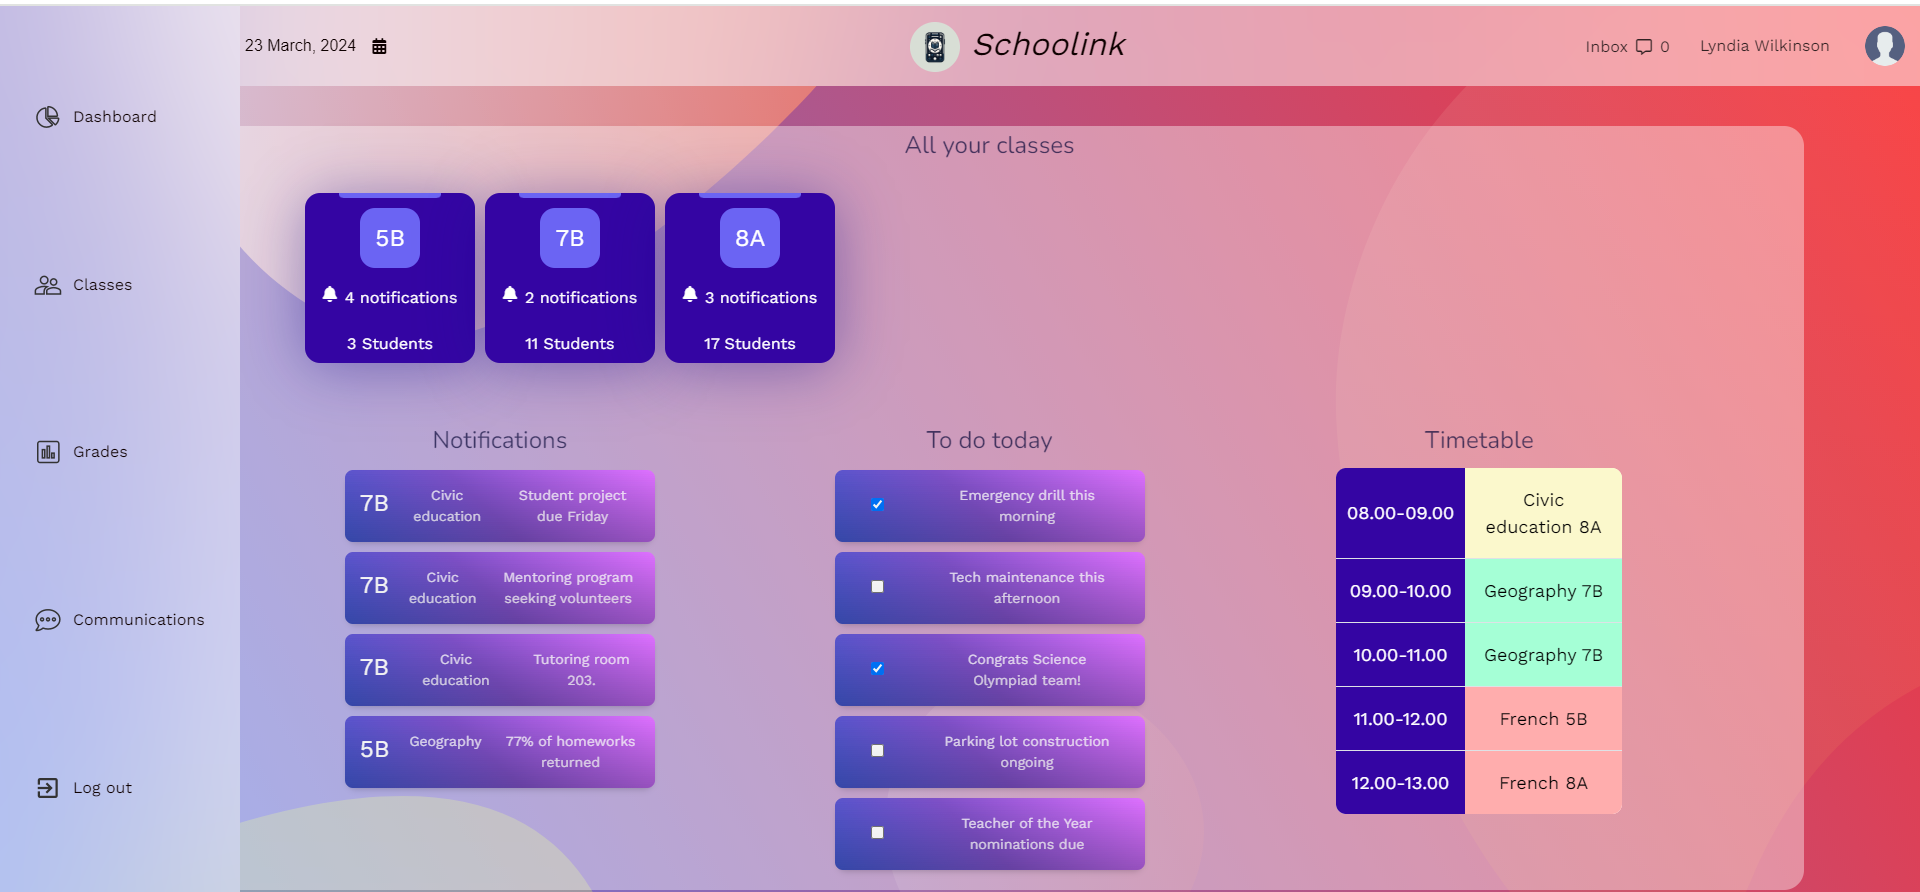 23 March, 2024
Schoolink
Inbox 0
Lyndia Wilkinson
Dashboard
Classes
Grades
Communications
Log out
All your classes
5B
4 notifications
3 Students
7B
2 notifications
11 Students
8A
3 notifications
17 Students
Notifications
7B
Civic
education
Student project
due Friday
7B
Civic
education
Mentoring program
seeking volunteers
7B
Civic
education
Tutoring room
203.
5B
Geography
77% of homeworks
returned
To do today
Emergency drill this
morning
Tech maintenance this
afternoon
Congrats Science
Olympiad team!
Parking lot construction
ongoing
Teacher of the Year
nominations due
Timetable
08.00-09.00
Civic
education 8A
09.00-10.00
Geography 7B
10.00-11.00
Geography 7B
11.00-12.00
French 5B
12.00-13.00
French 8A